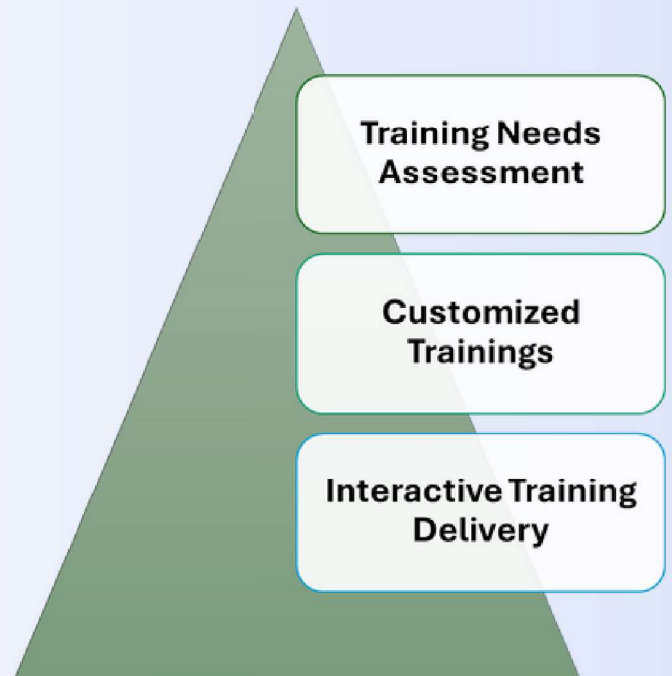 Training Needs
Assessment
Customized
Trainings
Interactive Training
Delivery